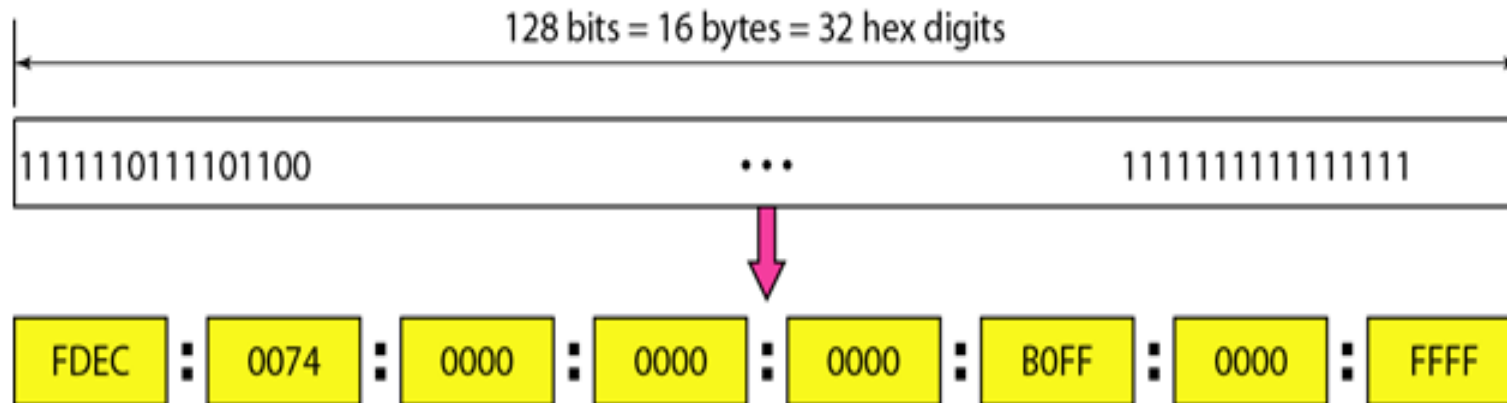 128 bits = 16 bytes = 32 hex digits
1111110111101100 ••• 1111111111111111
FDEC : 0074 : 0000 : 0000 : 0000 : B0FF : 0000 : FFFF